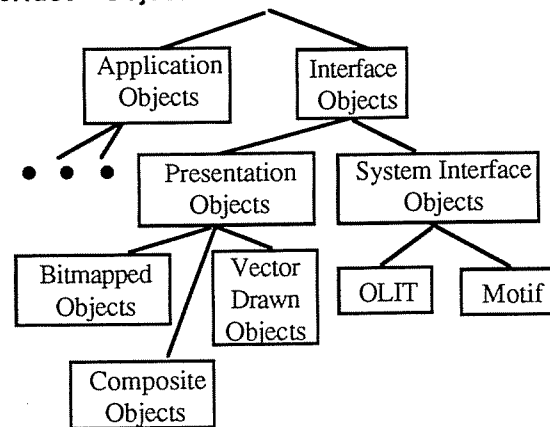 Application
Objects
Interface
Objects
Presentation
Objects
System Interface
Objects
Bitmapped
Objects
Vector
Drawn
Objects
OLIT
Motif
Composite
Objects